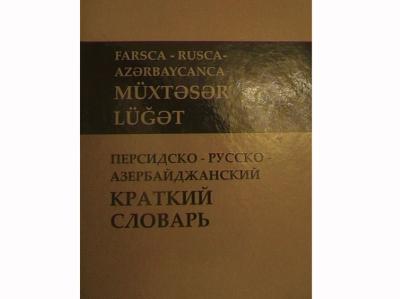 FARSCA - RUSCA-
AZƏRBAYCANCA
MÜXTƏSƏR
LÜĞƏT
ПЕРСИДСКО - РУССКО -
АЗЕРБАЙДЖАНСКИЙ
КРАТКИЙ
СЛОВАРЬ